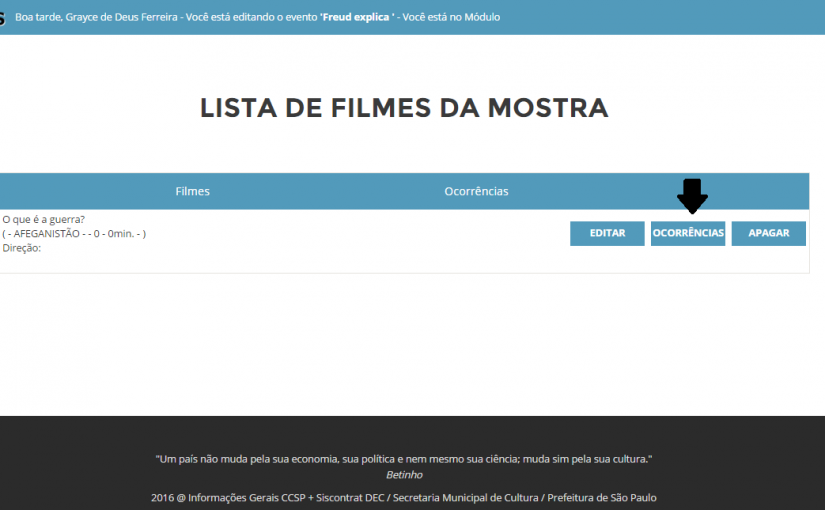 S Boa tarde, Grayce de Deus Ferreira - Você está editando o evento 'Freud explica ' - Você está no Módulo
LISTA DE FILMES DA MOSTRA
Filmes Ocorrências
O que é a guerra?
( - AFEGANISTÃO - - 0 - 0min. - )
Direção:
EDITAR OCORRÊNCIAS APAGAR
"Um país não muda pela sua economia, sua política e nem mesmo sua ciência; muda sim pela sua cultura."
Betinho
2016 @ Informações Gerais CCSP + Siscontrat DEC / Secretaria Municipal de Cultura / Prefeitura de São Paulo